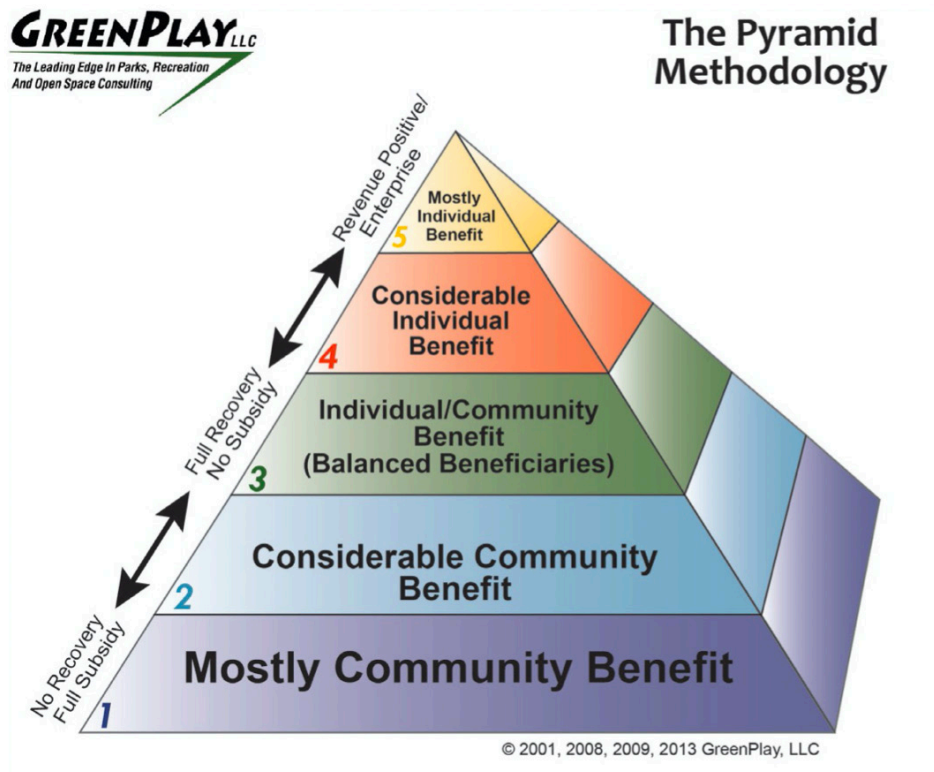 GREENPLAY LLC
The Leading Edge In Parks, Recreation
And Open Space Consulting
The Pyramid
Methodology
Revenue Positive/
Enterprise
Mostly
Individual
Benefit
5
Considerable
Individual
Benefit
4
Full Recovery
No Subsidy
Individual/Community
Benefit
(Balanced Beneficiaries)
3
Considerable Community
Benefit
2
No Recovery
Full Subsidy
Mostly Community Benefit
1
© 2001, 2008, 2009, 2013 GreenPlay, LLC